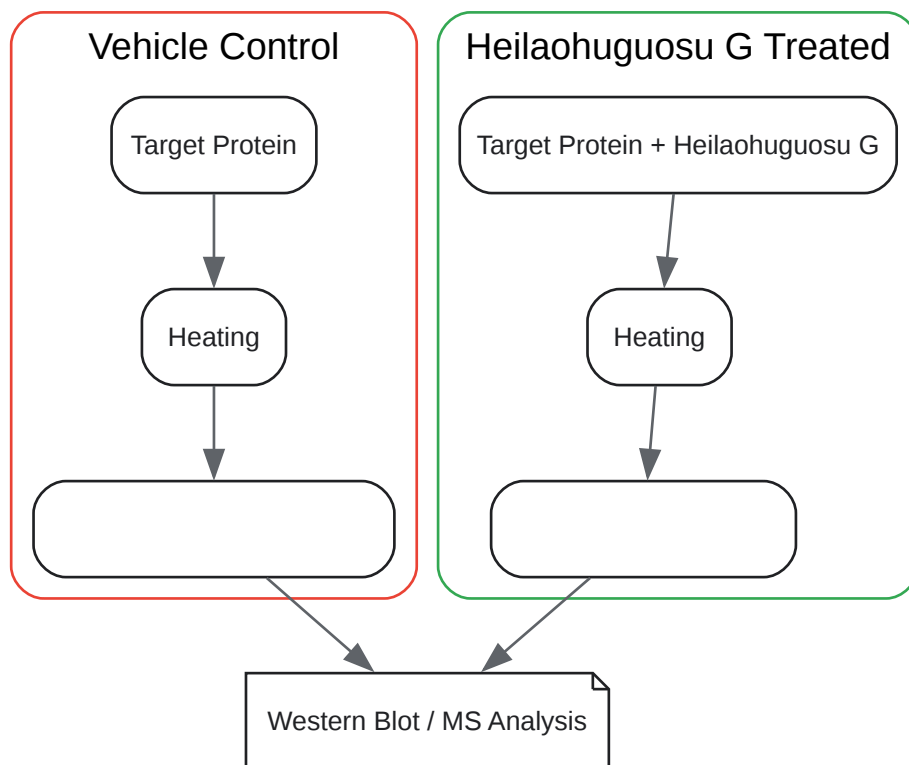 Vehicle Control
Target Protein
Heating
Heilaohuguosu G Treated
Target Protein + Heilaohuguosu G
Heating
Western Blot / MS Analysis